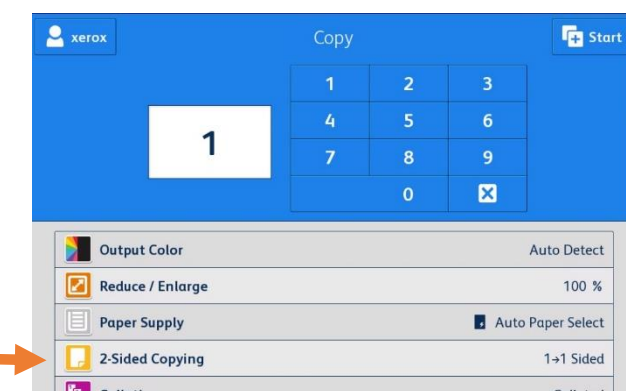 xerox Copy Start
1 2 3
4 5 6
1
7 8 9
0
Output Color Auto Detect
Reduce / Enlarge 100 %
Paper Supply Auto Paper Select
2-Sided Copying 1→1 Sided